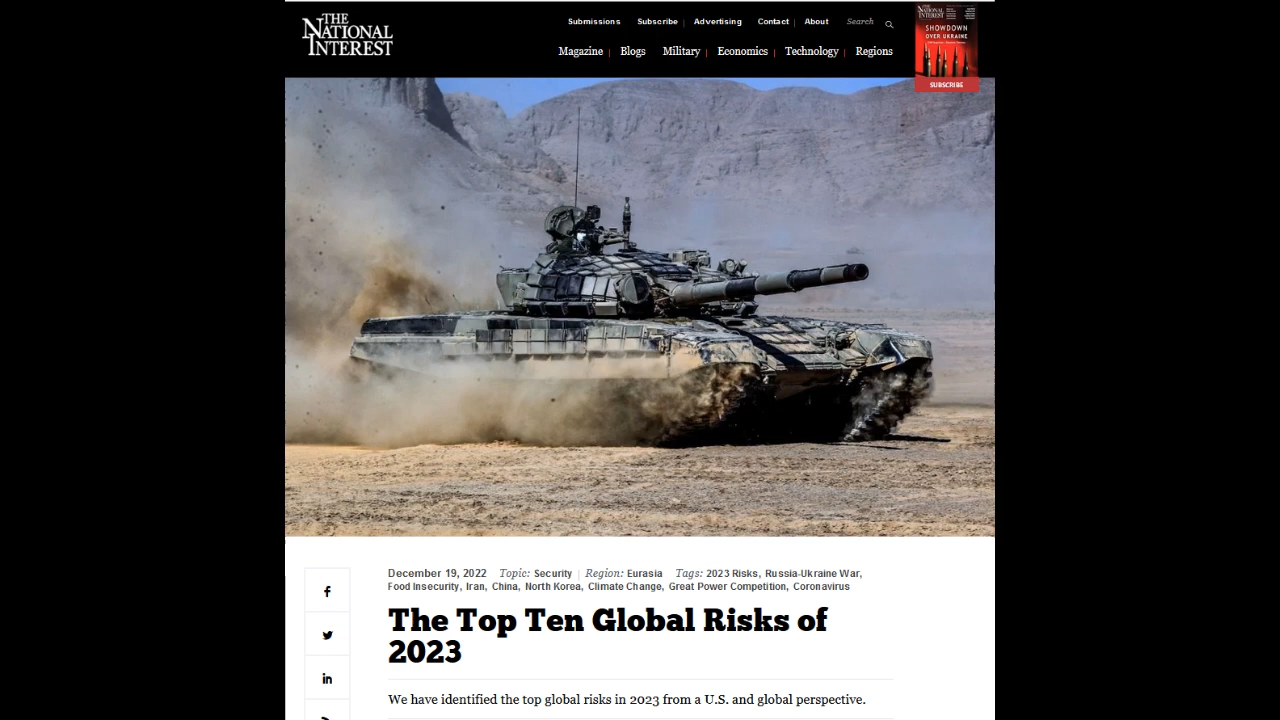 THE
NATIONAL
INTEREST
Submissions Subscribe Advertising Contact About Search
Magazine Blogs Military Economics Technology Regions
THE NATIONAL INTEREST
SHOWDOWN
OVER UKRAINE
SUBSCRIBE
December 19, 2022 Topic: Security Region: Eurasia Tags: 2023 Risks, Russia-Ukraine War,
Food Insecurity, Iran, China, North Korea, Climate Change, Great Power Competition, Coronavirus
The Top Ten Global Risks of
2023
We have identified the top global risks in 2023 from a U.S. and global perspective.